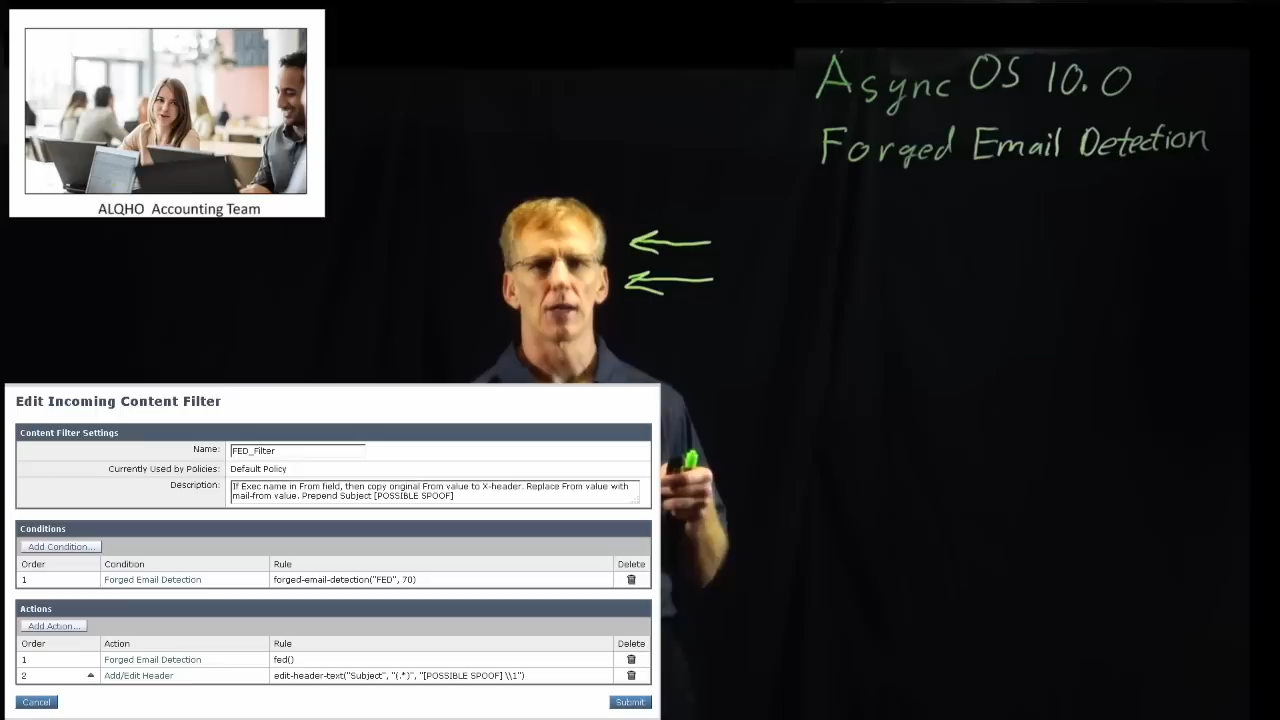 Async OS 10.0
Forged Email Detection
ALQHO Accounting Team
Edit Incoming Content Filter
Content Filter Settings
Name: FED_Filter
Currently Used by Policies: Default Policy
Description: If Exec name in From field, then copy original From value to X-header. Replace From value with
mail-from value. Prepend Subject [POSSIBLE SPOOF]
Conditions
Add Condition...
Order Condition Rule Delete
1 Forged Email Detection forged-email-detection("FED", 70)
Actions
Add Action...
Order Action Rule Delete
1 Forged Email Detection fed()
2 Add/Edit Header edit-header-text("Subject", "(.*)", "[POSSIBLE SPOOF] \\1")
Cancel Submit